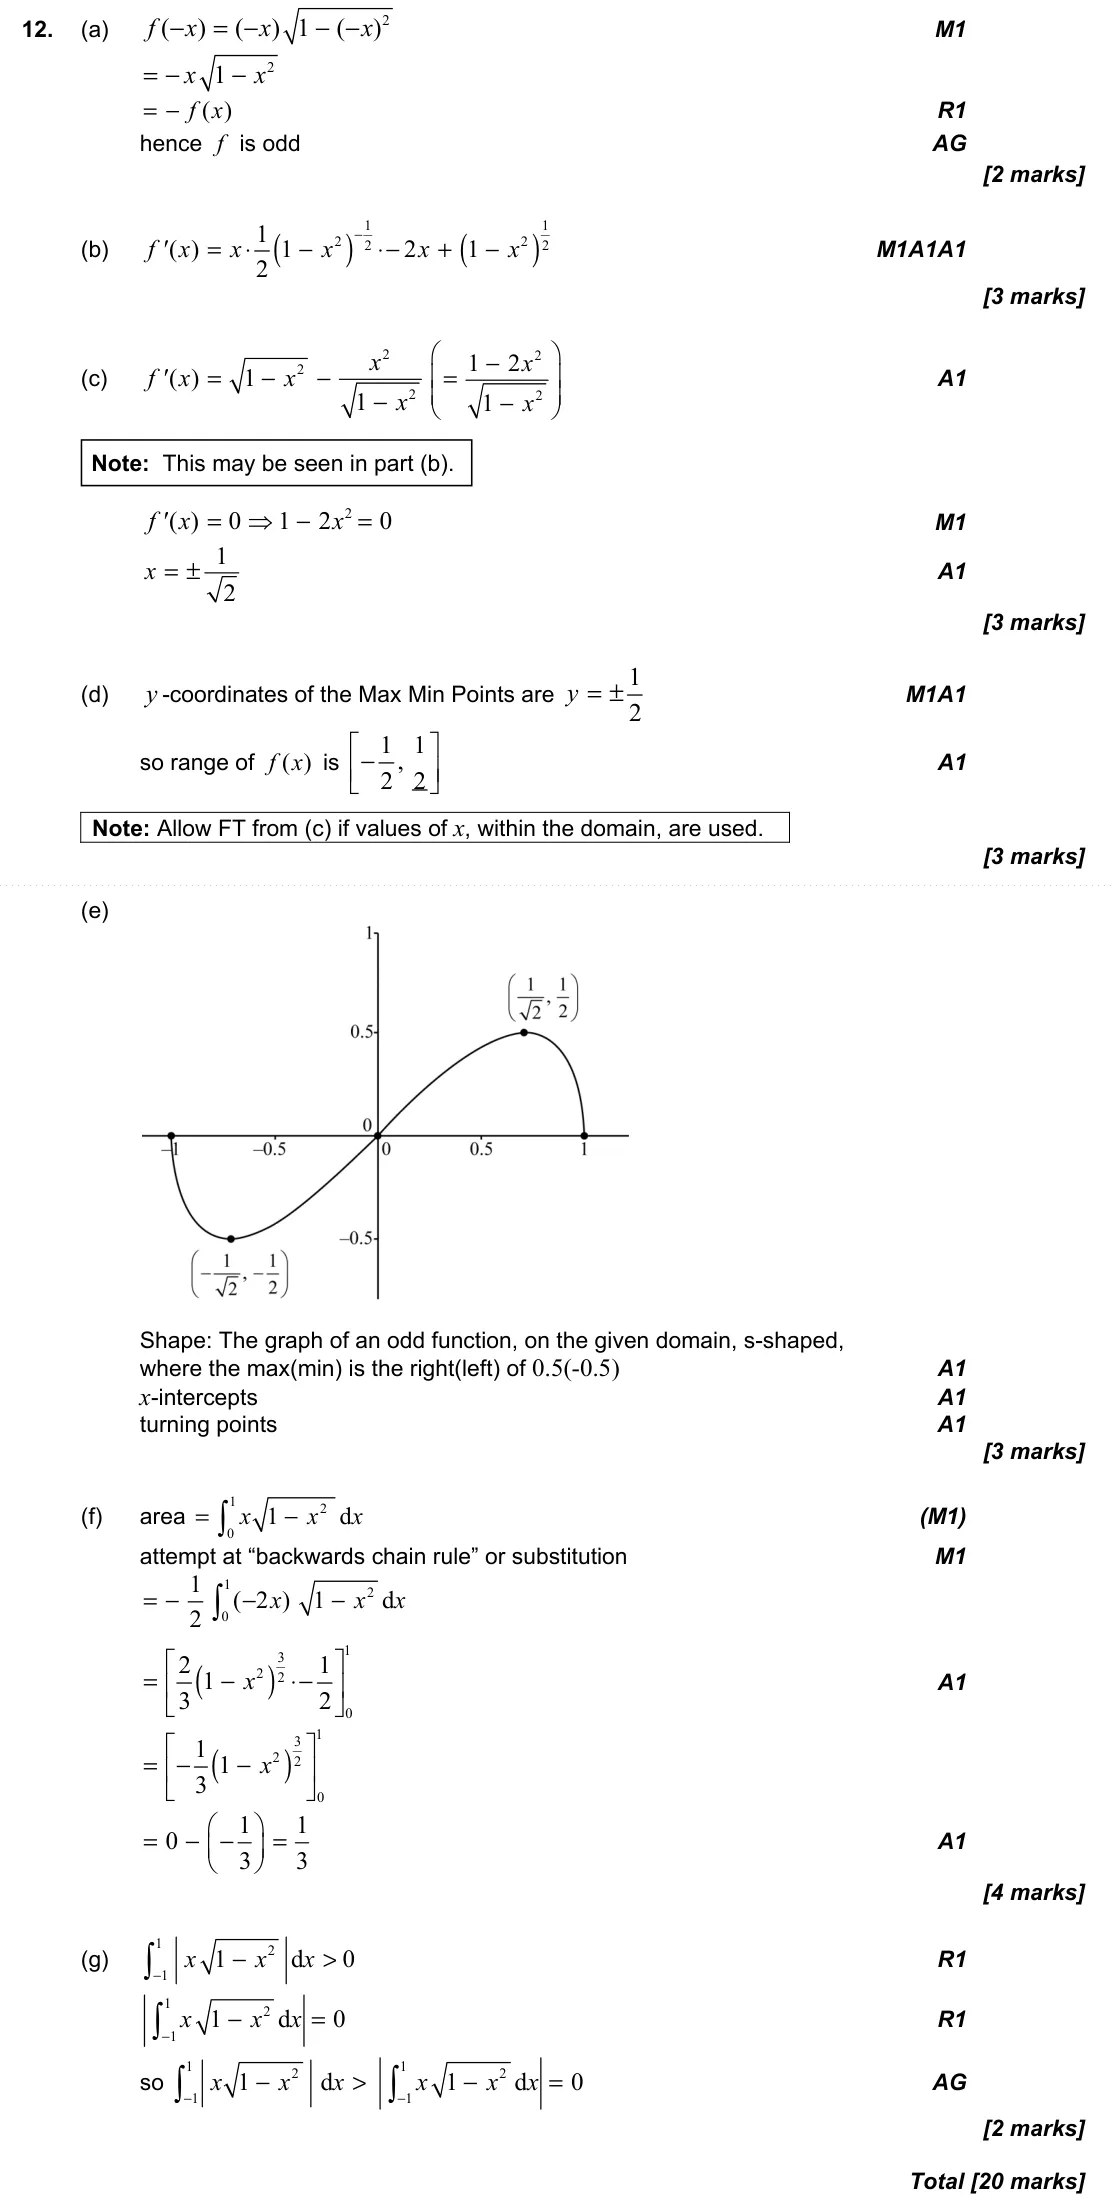 12. (a) f(−x) = (−x)√(1 − (−x)²) M1
= −x√(1 − x²)
= − f(x) R1
hence f is odd AG
[2 marks]
(b) f′(x) = x · 1/2 (1 − x²)^(−1/2) · − 2x + (1 − x²)^(1/2) M1A1A1
[3 marks]
(c) f′(x) = √(1 − x²) − x²/√(1 − x²) (= (1 − 2x²)/√(1 − x²)) A1
Note: This may be seen in part (b).
f′(x) = 0 ⇒ 1 − 2x² = 0 M1
x = ± 1/√2 A1
[3 marks]
(d) y-coordinates of the Max Min Points are y = ± 1/2 M1A1
so range of f(x) is [−1/2, 1/2] A1
Note: Allow FT from (c) if values of x, within the domain, are used.
[3 marks]
(e)
1
(1/√2, 1/2)
0.5
0
–1 –0.5 0 0.5 1
–0.5
(−1/√2, −1/2)
Shape: The graph of an odd function, on the given domain, s-shaped,
where the max(min) is the right(left) of 0.5(-0.5) A1
x-intercepts A1
turning points A1
[3 marks]
(f) area = ∫₀¹ x√(1 − x²) dx (M1)
attempt at “backwards chain rule” or substitution M1
= − 1/2 ∫₀¹ (−2x) √(1 − x²) dx
= [2/3 (1 − x²)^(3/2) · − 1/2]₀¹ A1
= [− 1/3 (1 − x²)^(3/2)]₀¹
= 0 − (− 1/3) = 1/3 A1
[4 marks]
(g) ∫₋₁¹ | x√(1 − x²) | dx > 0 R1
| ∫₋₁¹ x√(1 − x²) dx | = 0 R1
so ∫₋₁¹ | x√(1 − x²) | dx > | ∫₋₁¹ x√(1 − x²) dx | = 0 AG
[2 marks]
Total [20 marks]